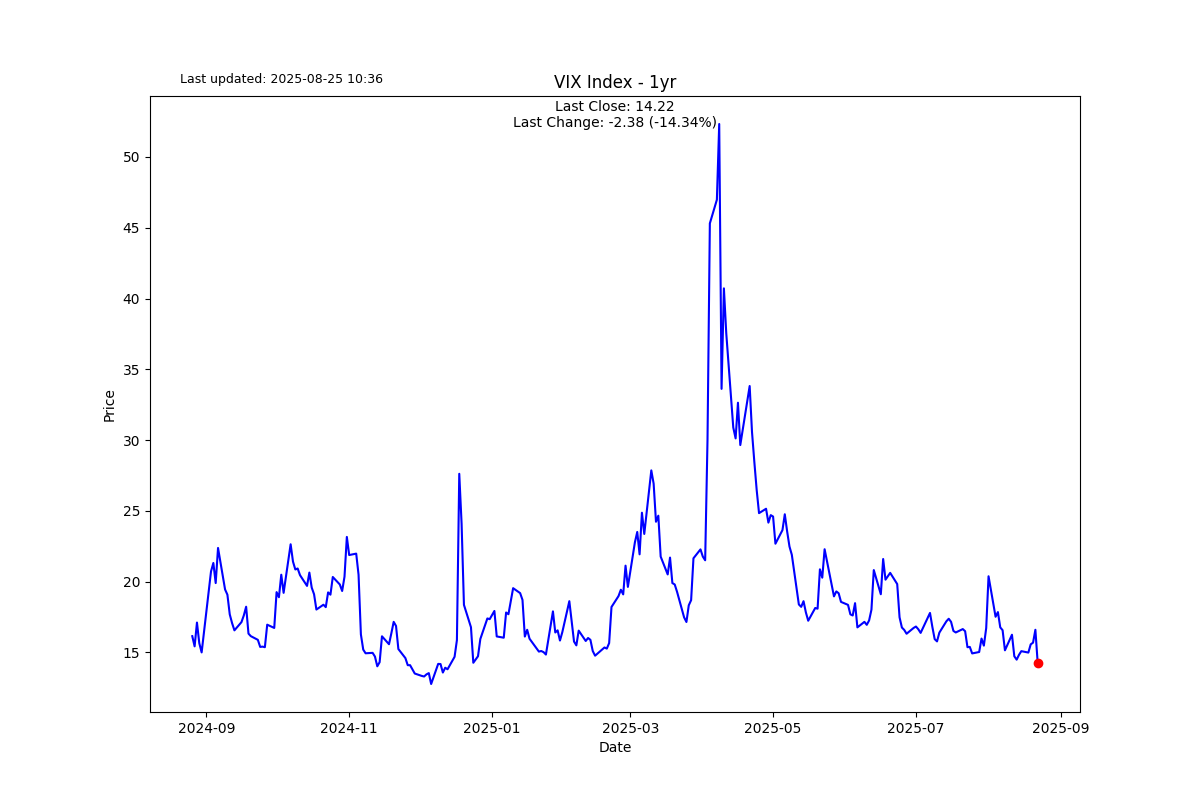 Last updated: 2025-08-25 10:36
VIX Index - 1yr
Last Close: 14.22
Last Change: -2.38 (-14.34%)
50
45
40
35
30
25
20
15
Price
2024-09
2024-11
2025-01
2025-03
2025-05
2025-07
2025-09
Date